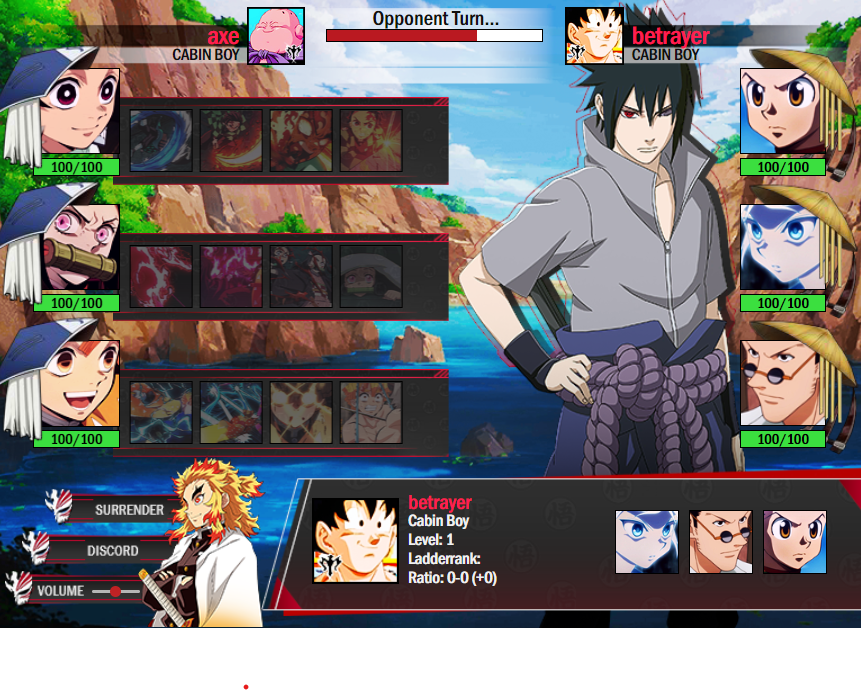 Opponent Turn...
axe
CABIN BOY
betrayer
CABIN BOY
100/100
100/100
100/100
100/100
100/100
100/100
SURRENDER
DISCORD
VOLUME
betrayer
Cabin Boy
Level: 1
Ladderrank:
Ratio: 0-0 (+0)